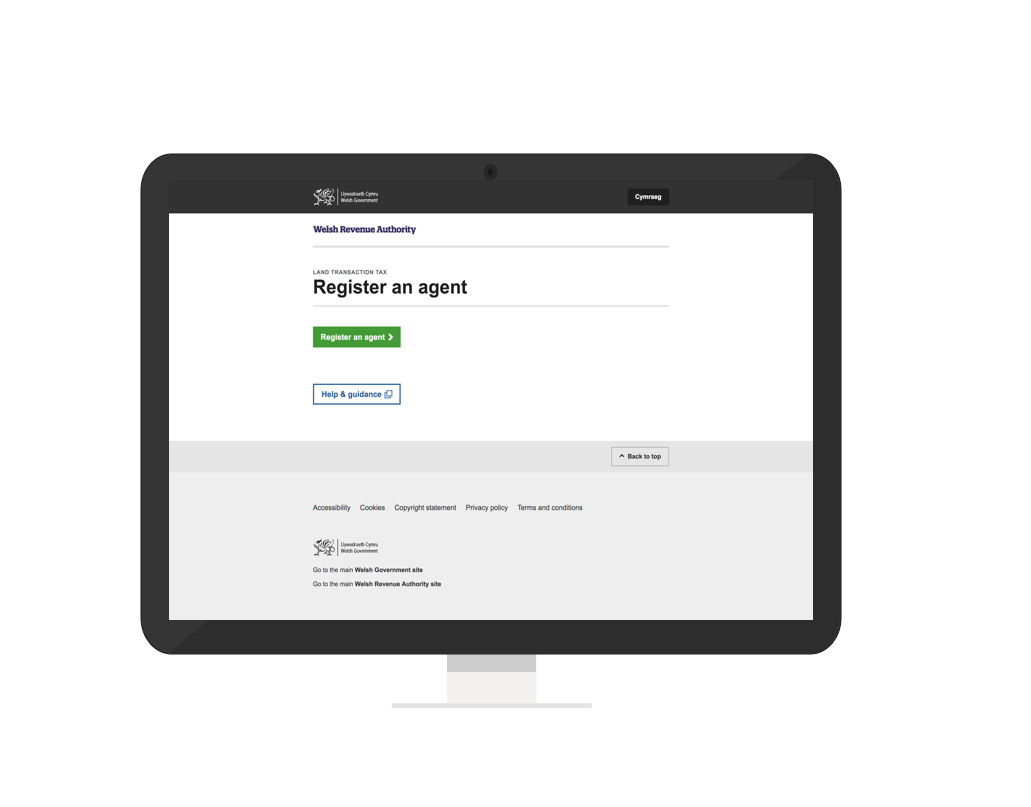 Llywodraeth Cymru
Welsh Government
Cymraeg
Welsh Revenue Authority
LAND TRANSACTION TAX
Register an agent
Register an agent
Help & guidance
Back to top
Accessibility Cookies Copyright statement Privacy policy Terms and conditions
Llywodraeth Cymru
Welsh Government
Go to the main Welsh Government site
Go to the main Welsh Revenue Authority site